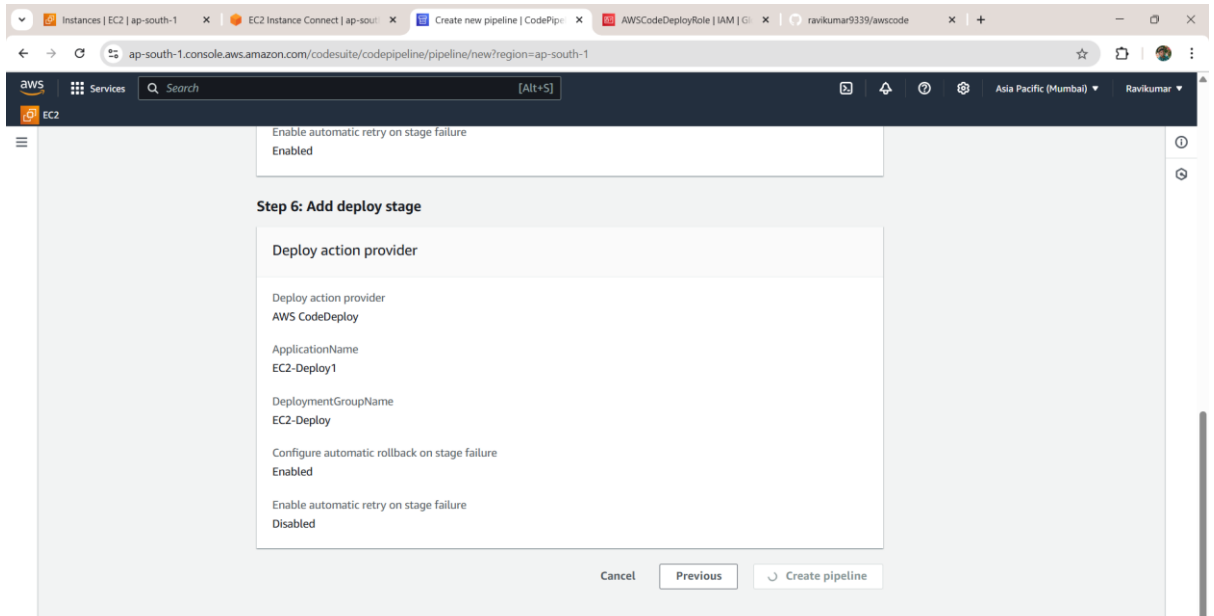 Instances | EC2 | ap-south-1
EC2 Instance Connect | ap-sout
Create new pipeline | CodePipe
AWSCodeDeployRole | IAM | Gl
ravikumar9339/awscode
ap-south-1.console.aws.amazon.com/codesuite/codepipeline/pipeline/new?region=ap-south-1
aws
Services
Search
[Alt+S]
Asia Pacific (Mumbai)
Ravikumar
EC2
Enable automatic retry on stage failure
Enabled
Step 6: Add deploy stage
Deploy action provider
Deploy action provider
AWS CodeDeploy
ApplicationName
EC2-Deploy1
DeploymentGroupName
EC2-Deploy
Configure automatic rollback on stage failure
Enabled
Enable automatic retry on stage failure
Disabled
Cancel
Previous
Create pipeline